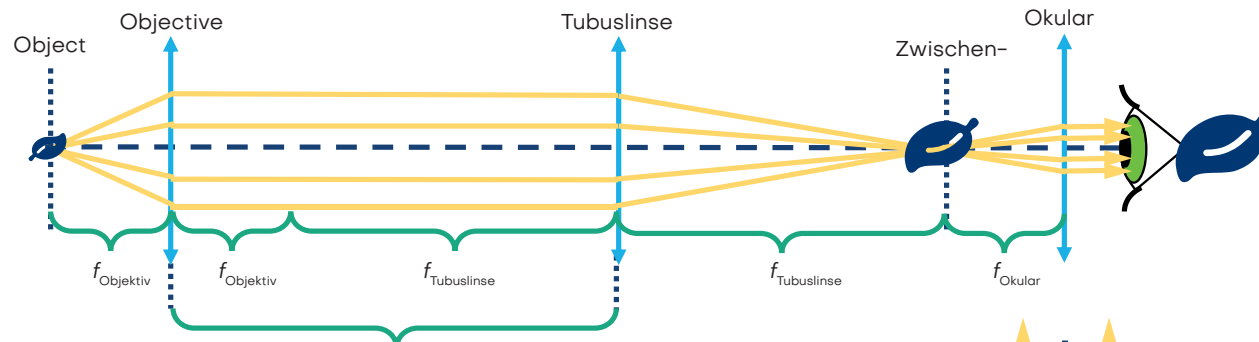 Object
Objective
Tubuslinse
Zwischen-
Okular
fObjektiv
fObjektiv
fTubuslinse
fTubuslinse
fOkular